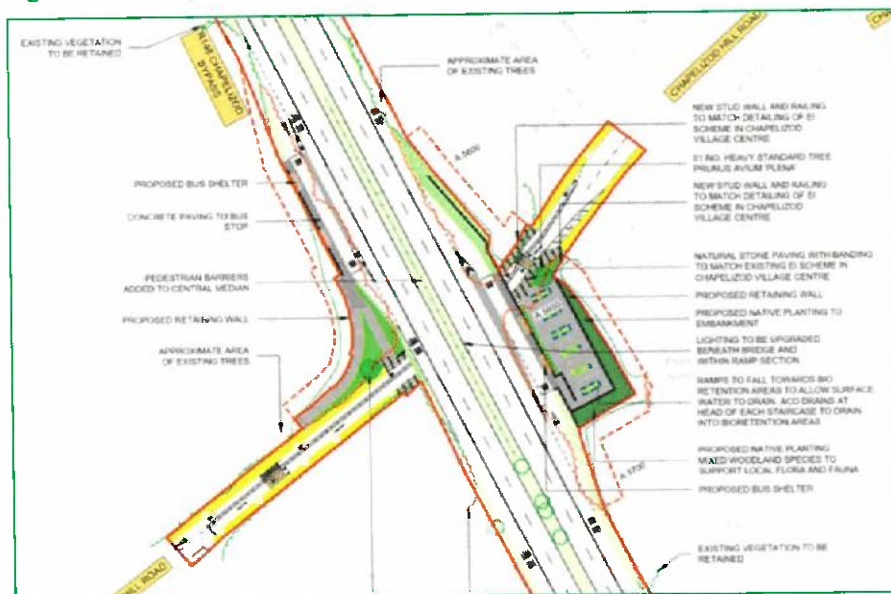 EXISTING VEGETATION
TO BE RETAINED
CHAPELIZOD
BYPASS
APPROXIMATE AREA
OF EXISTING TREES
CHAPELIZOD HILL ROAD
A 5600
NEW STUD WALL AND RAILING
TO MATCH DETAILING OF EI
SCHEME IN CHAPELIZOD
VILLAGE CENTRE
01 NO. HEAVY STANDARD TREE
PRUNUS AVIUM 'PLENA'
NEW STUD WALL AND RAILING
TO MATCH DETAILING OF EI
SCHEME IN CHAPELIZOD
VILLAGE CENTRE
PROPOSED BUS SHELTER
CONCRETE PAVING TO BUS
STOP
PEDESTRIAN BARRIERS
ADDED TO CENTRAL MEDIAN
PROPOSED RETAINING WALL
APPROXIMATE AREA
OF EXISTING TREES
NATURAL STONE PAVING WITH BANDING
TO MATCH EXISTING EI SCHEME IN
CHAPELIZOD VILLAGE CENTRE
PROPOSED RETAINING WALL
PROPOSED NATIVE PLANTING TO
EMBANKMENT
LIGHTING TO BE UPGRADED
BENEATH BRIDGE AND
WITHIN RAMP SECTION
RAMPS TO FALL TOWARDS BIO
RETENTION AREAS TO ALLOW SURFACE
WATER TO DRAIN. ACO DRAINS AT
HEAD OF EACH STAIRCASE TO DRAIN
INTO BIORETENTION AREAS
PROPOSED NATIVE PLANTING
MIXED WOODLAND SPECIES TO
SUPPORT LOCAL FLORA AND FAUNA
PROPOSED BUS SHELTER
A 5700
EXISTING VEGETATION TO BE
RETAINED
HILL ROAD